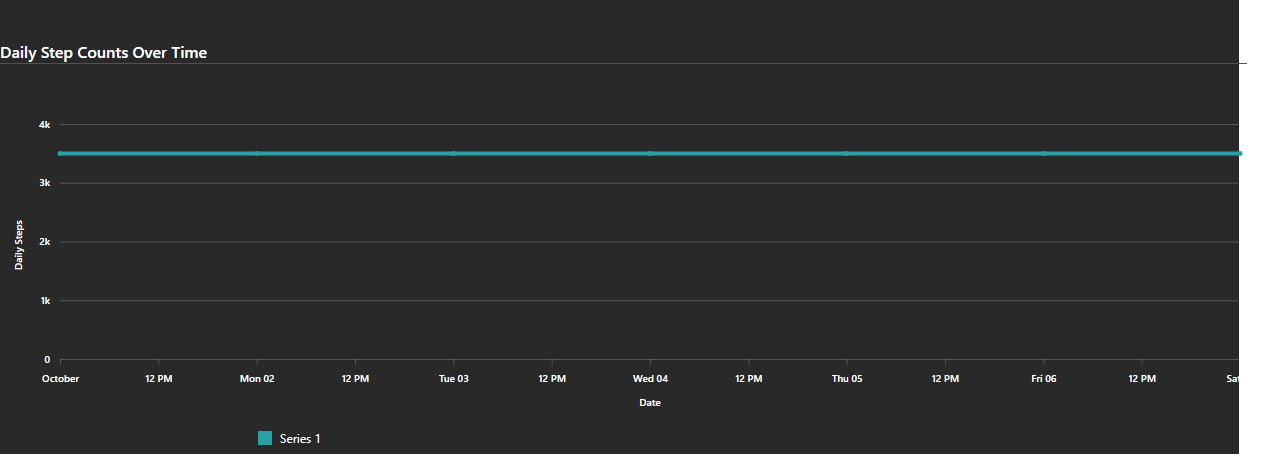 Daily Step Counts Over Time
4k
3k
2k
1k
0
Daily Steps
October 12 PM Mon 02 12 PM Tue 03 12 PM Wed 04 12 PM Thu 05 12 PM Fri 06 12 PM Sat
Date
Series 1